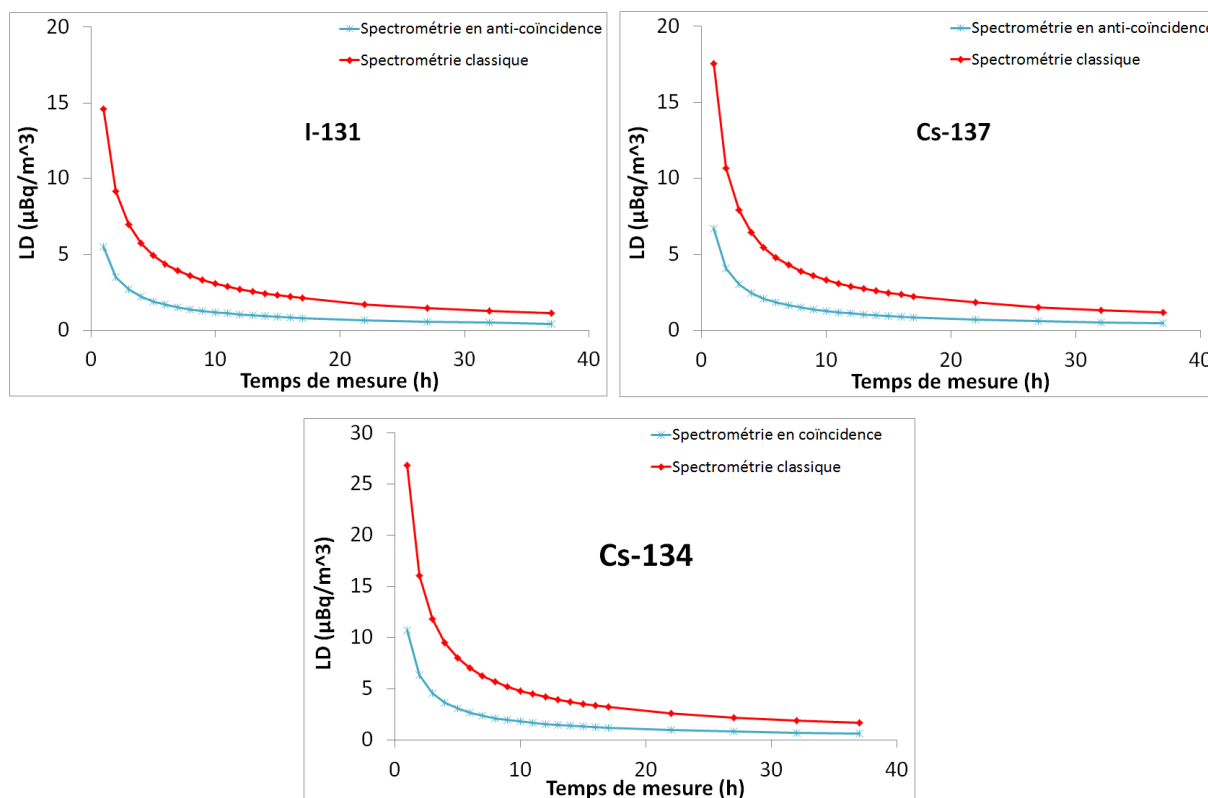 Spectrométrie en anti-coïncidence
Spectrométrie classique
I-131
LD (µBq/m^3)
20
15
10
5
0
0 10 20 30 40
Temps de mesure (h)
Spectrométrie en anti-coïncidence
Spectrométrie classique
Cs-137
LD (µBq/m^3)
20
15
10
5
0
0 10 20 30 40
Temps de mesure (h)
Spectrométrie en coïncidence
Spectrométrie classique
Cs-134
LD (µBq/m^3)
30
25
20
15
10
5
0
0 10 20 30 40
Temps de mesure (h)